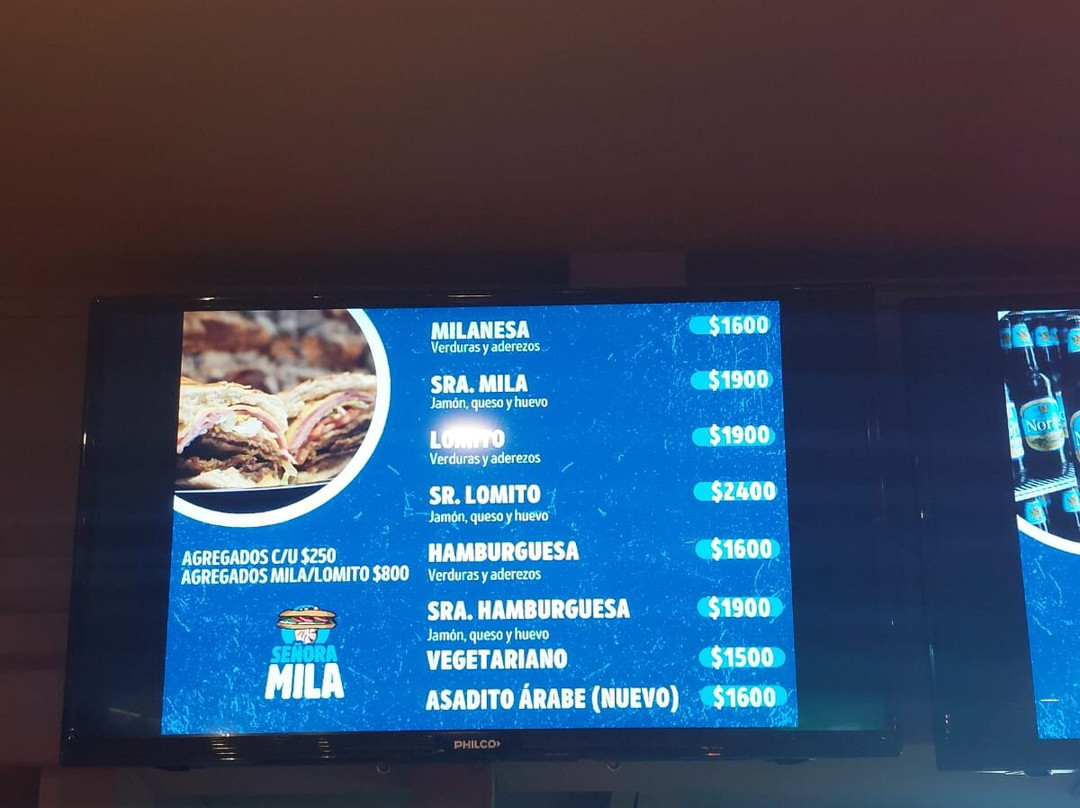 MILANESA $1600
Verduras y aderezos
SRA. MILA $1900
Jamón, queso y huevo
LOMITO $1900
Verduras y aderezos
SR. LOMITO $2400
Jamón, queso y huevo
HAMBURGUESA $1600
Verduras y aderezos
SRA. HAMBURGUESA $1900
Jamón, queso y huevo
VEGETARIANO $1500
ASADITO ÁRABE (NUEVO) $1600
AGREGADOS C/U $250
AGREGADOS MILA/LOMITO $800
SEÑORA
MILA
PHILCO